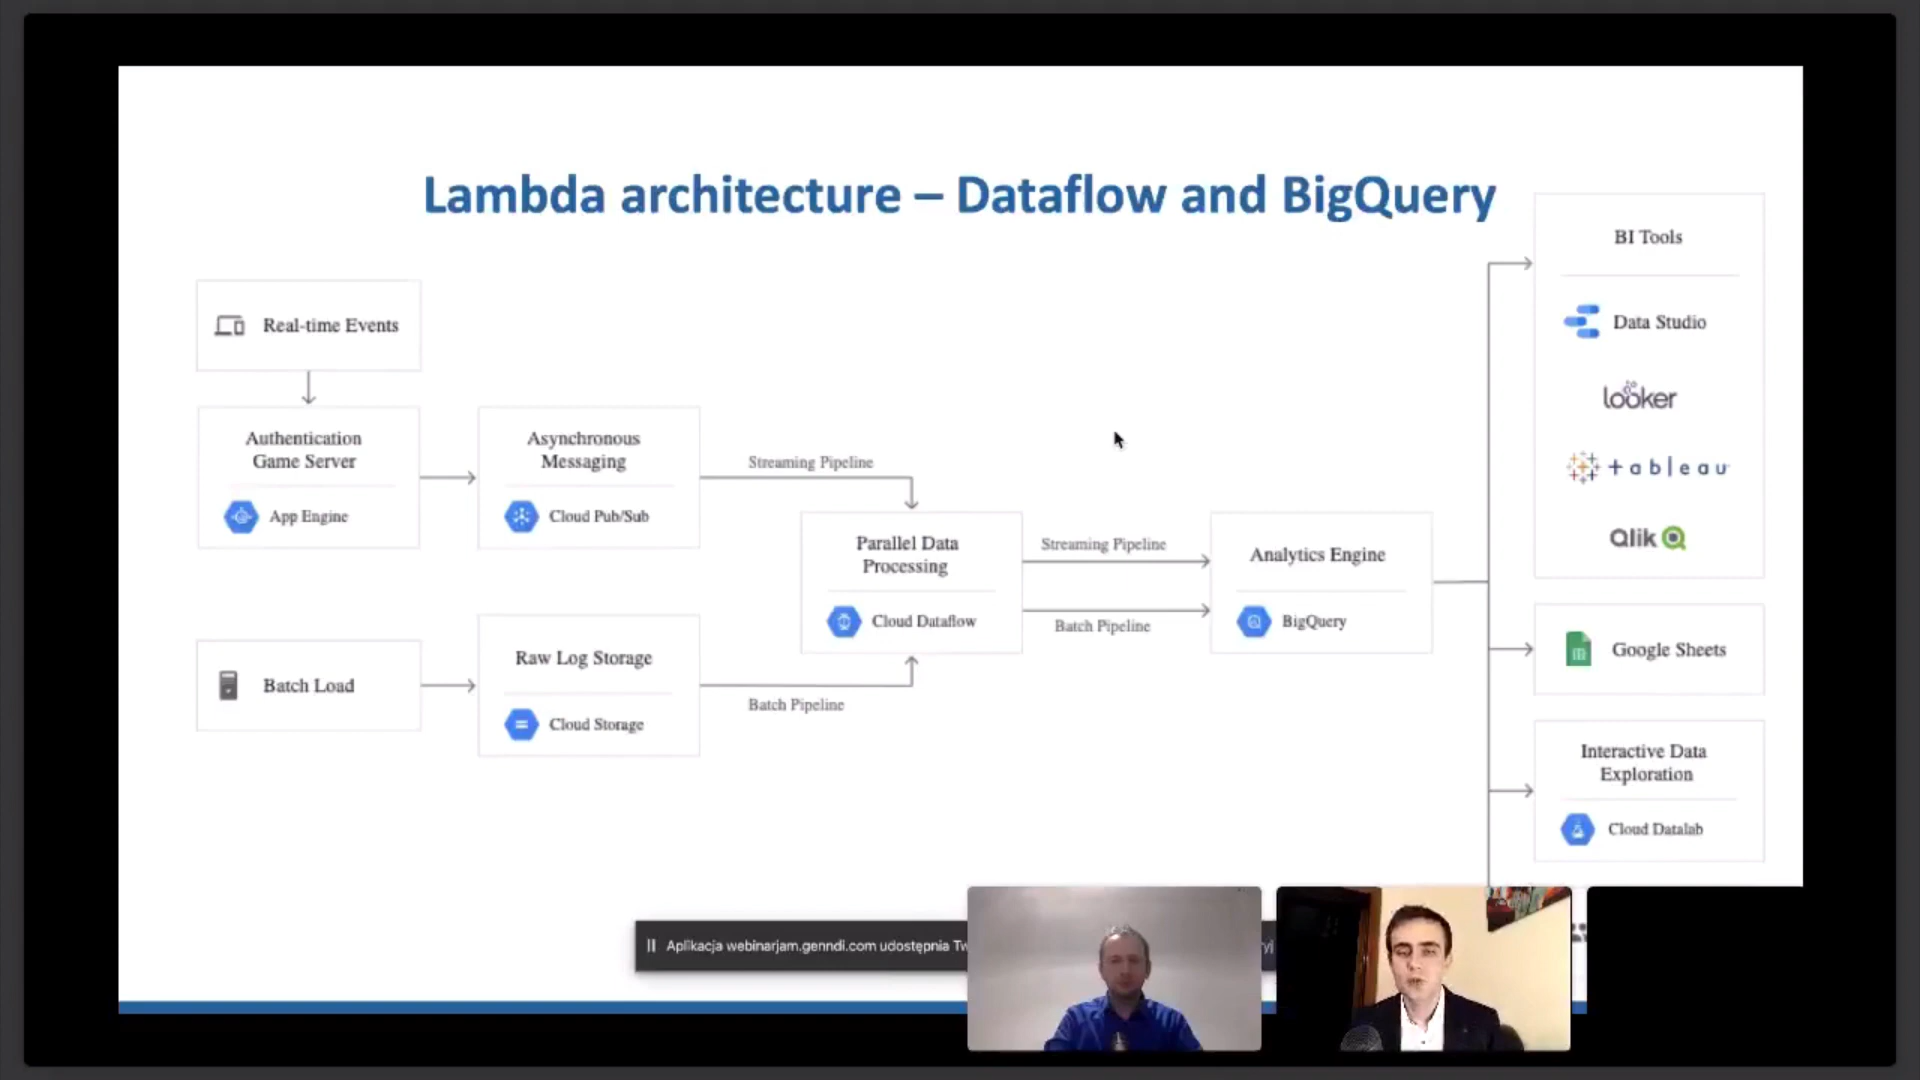 Lambda architecture – Dataflow and BigQuery
Real-time Events
Authentication
Game Server
App Engine
Asynchronous
Messaging
Cloud Pub/Sub
Streaming Pipeline
Batch Load
Raw Log Storage
Cloud Storage
Batch Pipeline
Parallel Data
Processing
Cloud Dataflow
Streaming Pipeline
Batch Pipeline
Analytics Engine
BigQuery
BI Tools
Data Studio
looker
+ableau
Qlik
Google Sheets
Interactive Data
Exploration
Cloud Datalab
Aplikacja webinarjam.genndi.com udostępnia Tw